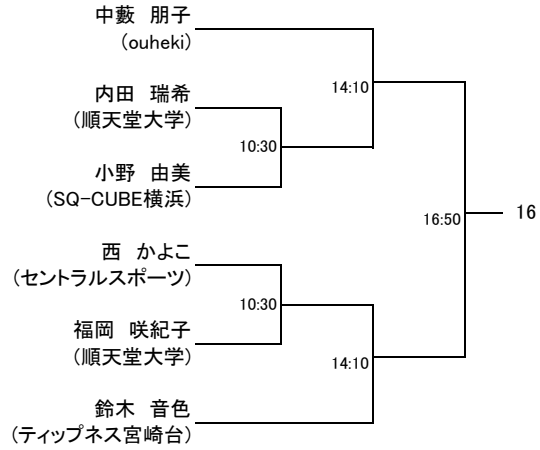 中藪　朋子
（ouheki）
14:10
内田　瑞希
（順天堂大学）
10:30
小野　由美
（SQ-CUBE横浜）
16:50
16
西　かよこ
（セントラルスポーツ）
10:30
福岡　咲紀子
（順天堂大学）
14:10
鈴木　音色
（ティップネス宮崎台）